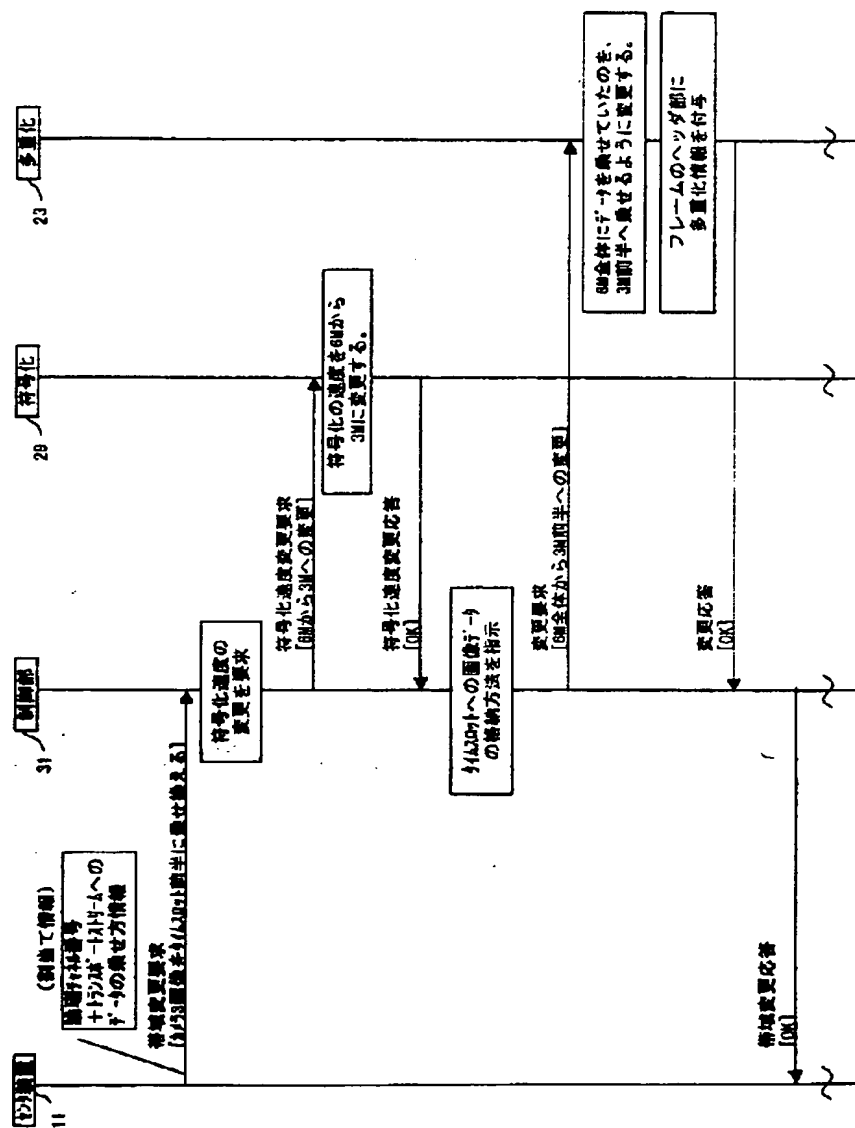 センタ装置
11
制御部
31
符号化
29
多重化
23
(割当て情報)
論理チャネル番号
+トランスポートストリームへの
データの乗せ方情報
帯域変更要求
[カメラ3画像をタイムスロット前半に乗せ換える]
符号化速度の
変更を要求
符号化速度変更要求
[6Mから3Mへの変更]
符号化の速度を6Mから
3Mに変更する。
符号化速度変更応答
[OK]
タイムスロットへの画像データ
の格納方法を指示
変更要求
[6M全体から3M前半への変更]
6M全体にデータを乗せていたのを、
3M前半へ乗せるように変更する。
フレームのヘッダ部に
多重化情報を付与
変更応答
[OK]
帯域変更応答
[OK]